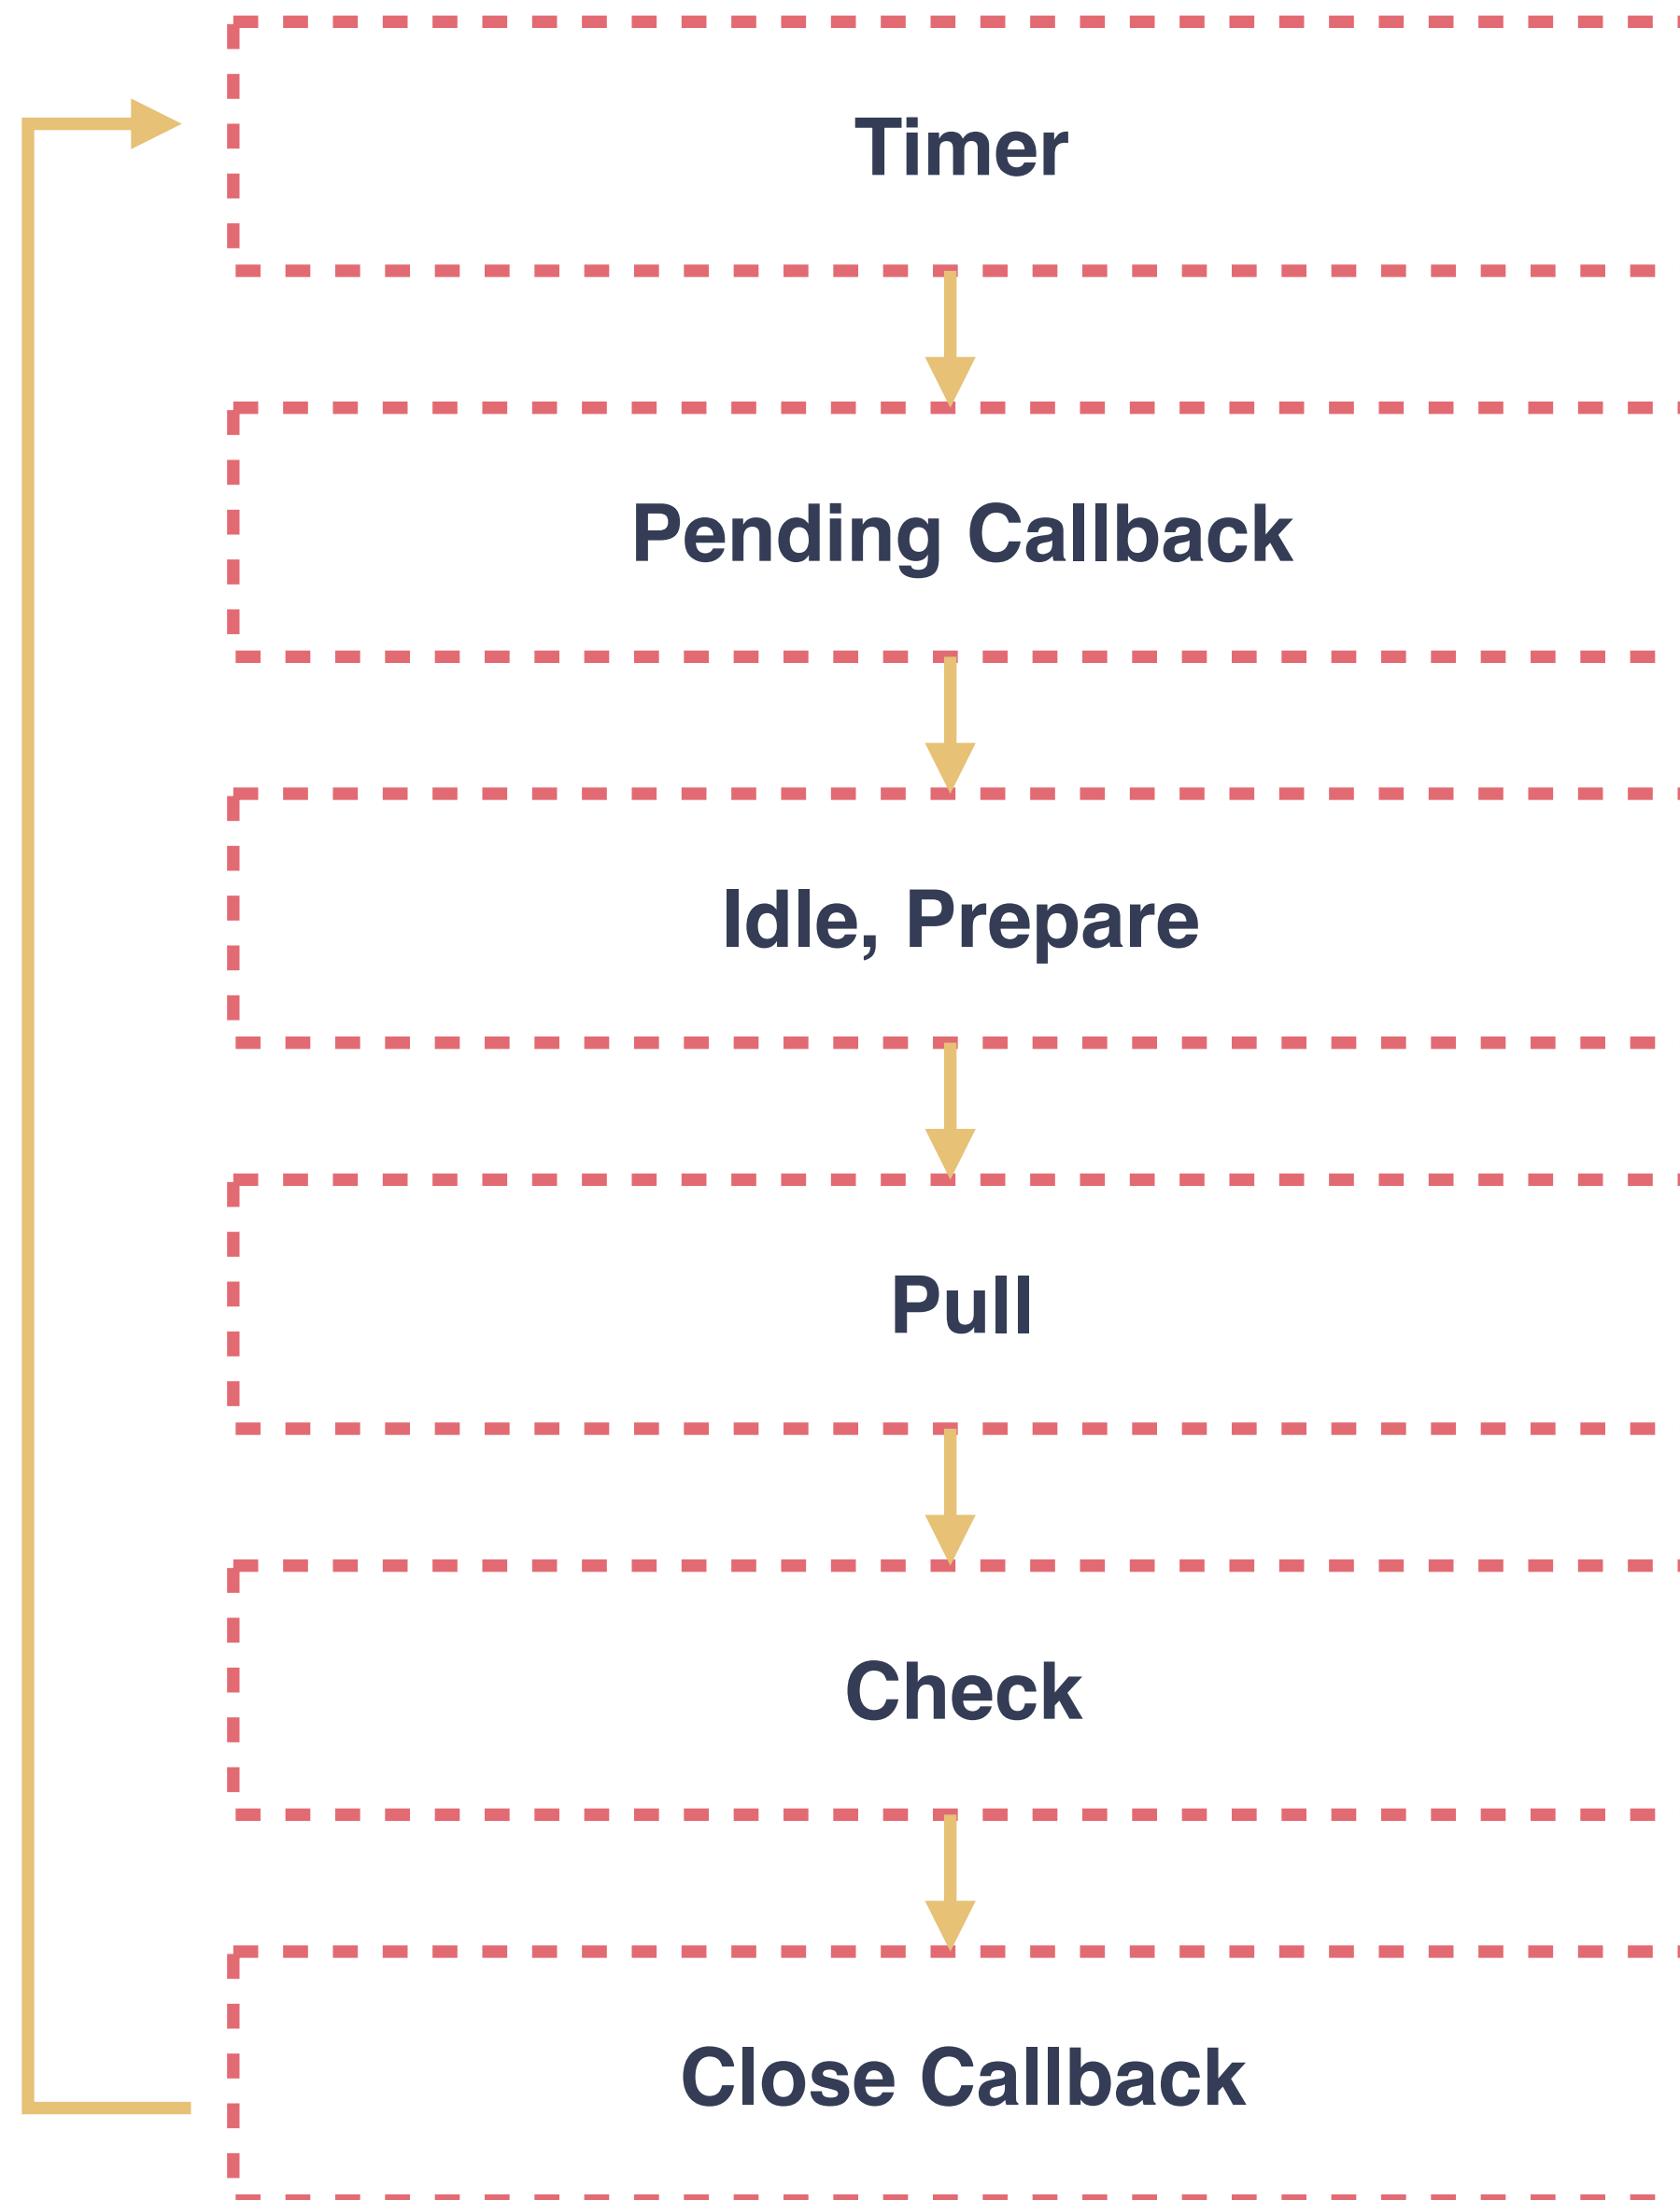 Timer
Pending Callback
Idle, Prepare
Pull
Check
Close Callback